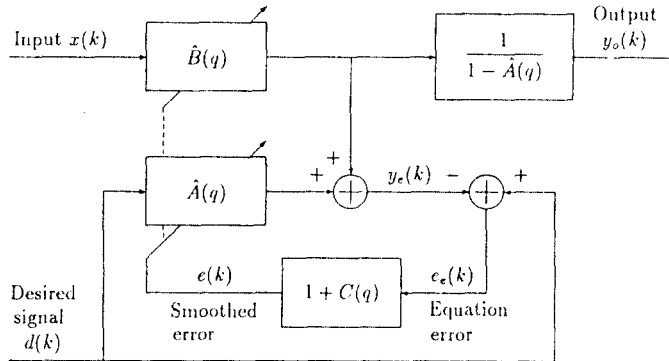 Input x(k)
B̂(q)
1
1 − Â(q)
Output
y_o(k)
Â(q)
+
+
y_e(k)
−
+
e(k)
1 + C(q)
e_e(k)
Smoothed
error
Equation
error
Desired
signal
d(k)